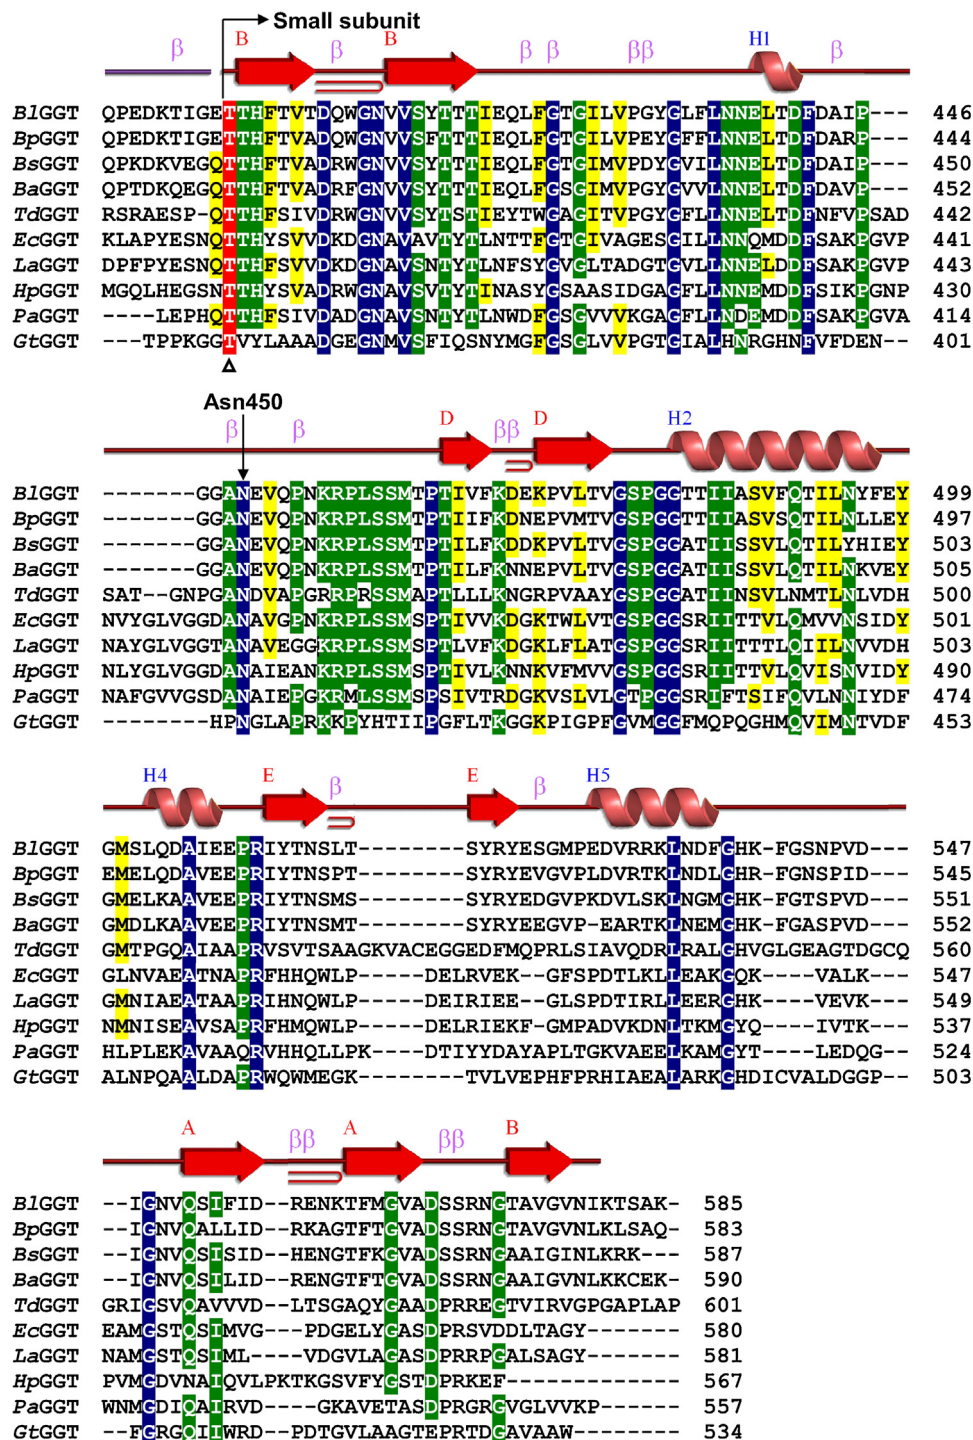 Small subunit
β B β B β β ββ H1 β
BlGGT QPEDKTIGETTHFTVTDQWGNVVSYTTTIEQLFGTGILVPGYGLFLNNELTDFDAIP--- 446
BpGGT QPEDKTIGETTHFTVADQWGNVVSFTTTIEQLFGTGILVPGYGFFLNNELTDFDARP--- 444
BsGGT QPKDKVEGQTTHFTVADRWGNVVSYTTTIEQLFGTGIMVPDYGVILNNELTDFDAIP--- 450
BaGGT QPTDKQEGQTTHFTVADRFGNVVSYTTTIEQLFGSGIMVPGYGVILNNELTDFDAVP--- 452
TdGGT RSRAESP-QTTHFSIVDRWGNVVSYTSTIEYTWGAGITVPGYGFLLNNELTDFNFVPSAD 442
EcGGT KLAPYESNQTTHYSVVDKDGNAVAVTYTLNTTFGTGIVAGESGILLNNQMDDFSAKPGVP 441
LaGGT DPFPYESNQTTHFSVVDKDGNAVSNTYTLNFSYGVGLTADGTGVLLNNELDDFSAKPGVP 443
HpGGT MGQLHEGSNTTHYSVADRWGNAVSVTYTINASYGSAASIDGAGFLLNNEMDDFSIKPGNP 430
PaGGT ----LEPHQTTHFSIVDADGNAVSNTYTLNWDFGSGVVVKGAGFLLNDEMDDFSAKPGVA 414
GtGGT ---TPPKGGTVYLAAADGEGNMVSFIQSNYMGFGSGLVVPGTGIALHNRGHNFVFDEN-- 401
Asn450
β β D ββ D H2
BlGGT -------GGANEVQPNKRPLSSMTPTIVFKDEKPVLTVGSPGGTTIIASVFQTILNYFEY 499
BpGGT -------GGANEVQPNKRPLSSMTPTIIFKDNEPVMTVGSPGGTTIIASVSQTILNLLEY 497
BsGGT -------GGANEVQPNKRPLSSMTPTILFKDDKPVLTVGSPGGATIISSVLQTILYHIEY 503
BaGGT -------GGANEVQPNKRPLSSMTPTILFKNNEPVLTVGSPGGATIISSVLQTILNKVEY 505
TdGGT SAT--GNPGANDVAPGRRPRSSMAPTLLLKNGRPVAAYGSPGGATIINSVLNMTLNLVDH 500
EcGGT NVYGLVGGDANAVGPNKRPLSSMSPTIVVKDGKTWLVTGSPGGSRIITTVLQMVVNSIDY 501
LaGGT NAYGLVGGTANAVEGGKRPLSSMSPTLVFKDGKLFLATGSPGGSRIITTTLQIILNVVDH 503
HpGGT NLYGLVGGDANAIEANKRPLSSMSPTIVLKNNKVFMVVGSPGGSRIITTVLQVISNVIDY 490
PaGGT NAFGVVGSDANAIEPGKRMLSSMSPSIVTRDGKVSLVLGTPGGSRIFTSIFQVLNNIYDF 474
GtGGT --------HPNGLAPRKKPYHTIIPGFLTKGGKPIGPFGVMGGFMQPQGHMQVIMNTVDF 453
H4 E β E β H5
BlGGT GMSLQDAIEEPRIYTNSLT--------SYRYESGMPEDVRRKLNDFGHK-FGSNPVD--- 547
BpGGT EMELQDAVEEPRIYTNSPT--------SYRYEVGVPLDVRTKLNDLGHR-FGNSPID--- 545
BsGGT GMELKAAVEEPRIYTNSMS--------SYRYEDGVPKDVLSKLNGMGHK-FGTSPVD--- 551
BaGGT GMDLKAAVEEPRIYTNSMT--------SYRYEEGVP-EARTKLNEMGHK-FGASPVD--- 552
TdGGT GMTPGQAIAAPRVSVTSAAGKVACEGGEDFMQPRLSIAVQDRLRALGHVGLGEAGTDGCQ 560
EcGGT GLNVAEATNAPRFHHQWLP-----DELRVEK--GFSPDTLKLLEAKGQK----VALK--- 547
LaGGT GMNIAEATAAPRIHNQWLP-----DEIRIEE--GLSPDTIRLLEERGHK----VEVK--- 549
HpGGT NMNISEAVSAPRFHMQWLP-----DELRIEKF-GMPADVKDNLTKMGYQ----IVTK--- 537
PaGGT HLPLEKAVAAQRVHHQLLPK----DTIYYDAYAPLTGKVAEELKAMGYT----LEDQG-- 524
GtGGT ALNPQAALDAPRWQWMEGK--------TVLVEPHFPRHIAEALARKGHDICVALDGGP-- 503
A ββ A ββ B
BlGGT --IGNVQSIFID--RENKTFMGVADSSRNGTAVGVNIKTSAK- 585
BpGGT --IGNVQALLID--RKAGTFTGVADSSRNGTAVGVNLKLSAQ- 583
BsGGT --IGNVQSISID--HENGTFKGVADSSRNGAAIGINLKRK--- 587
BaGGT --IGNVQSILID--RENGTFTGVADSSRNGAAIGVNLKKCEK- 590
TdGGT GRIGSVQAVVVD--LTSGAQYGAADPRREGTVIRVGPGAPLAP 601
EcGGT EAMGSTQSIMVG---PDGELYGASDPRSVDDLTAGY------- 580
LaGGT NAMGSTQSIML----VDGVLAGASDPRRPGALSAGY------- 581
HpGGT PVMGDVNAIQVLPKTKGSVFYGSTDPRKEF------------- 567
PaGGT WNMGDIQAIRVD----GKAVETASDPRGRGVGLVVKP------ 557
GtGGT --FGRGQIIWRD--PDTGVLAAGTEPRTDGAVAAW-------- 534